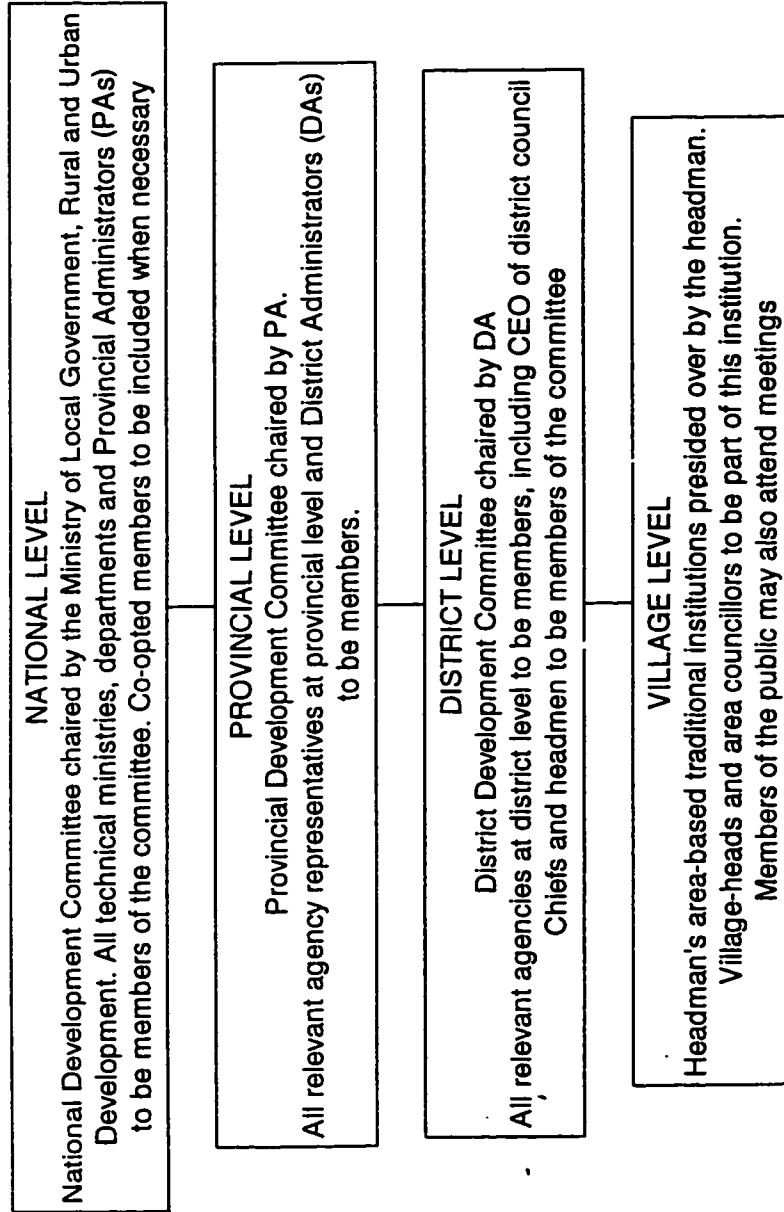 NATIONAL LEVEL
National Development Committee chaired by the Ministry of Local Government, Rural and Urban
Development. All technical ministries, departments and Provincial Administrators (PAs)
to be members of the committee. Co-opted members to be included when necessary
PROVINCIAL LEVEL
Provincial Development Committee chaired by PA.
All relevant agency representatives at provincial level and District Administrators (DAs)
to be members.
DISTRICT LEVEL
District Development Committee chaired by DA
All relevant agencies at district level to be members, including CEO of district council
Chiefs and headmen to be members of the committee
VILLAGE LEVEL
Headman's area-based traditional institutions presided over by the headman.
Village-heads and area councillors to be part of this institution.
Members of the public may also attend meetings